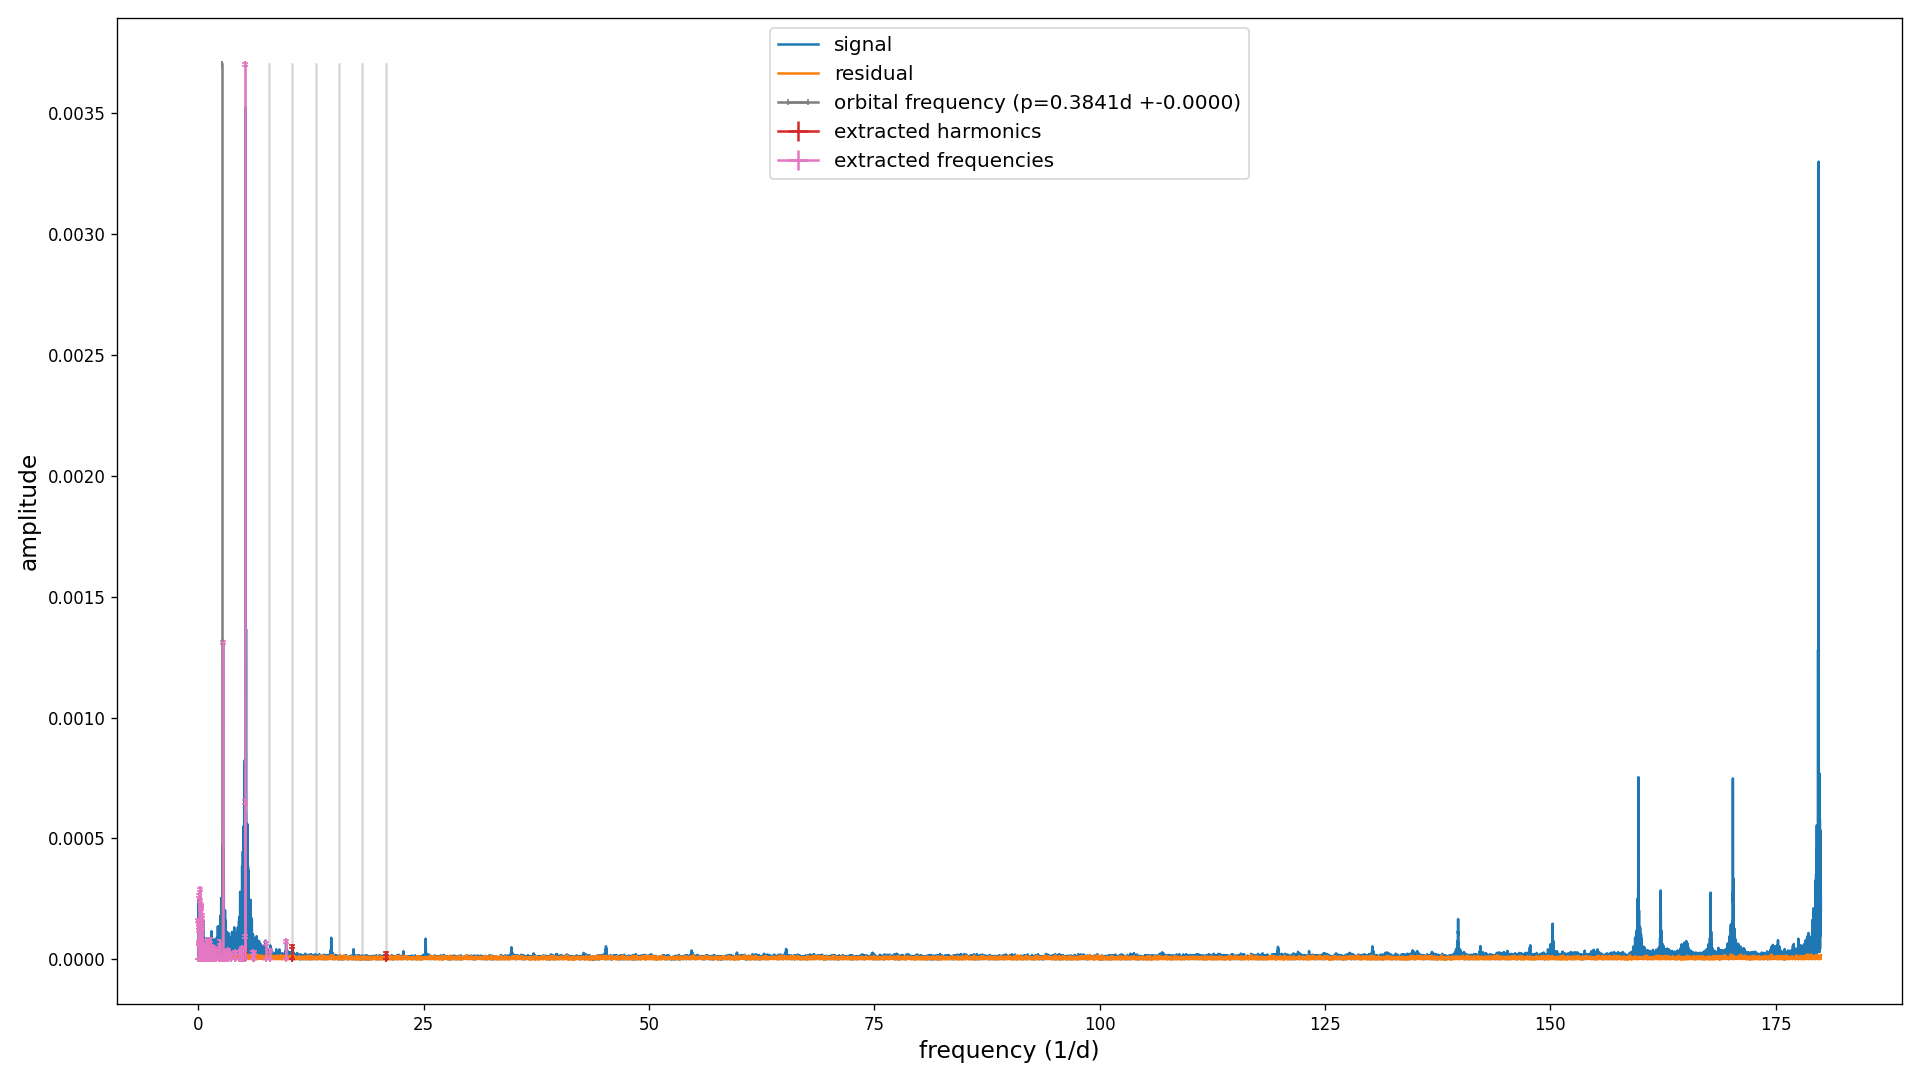 signal
residual
orbital frequency (p=0.3841d +-0.0000)
extracted harmonics
extracted frequencies
0.0035
0.0030
0.0025
0.0020
0.0015
0.0010
0.0005
0.0000
amplitude
0 25 50 75 100 125 150 175
frequency (1/d)